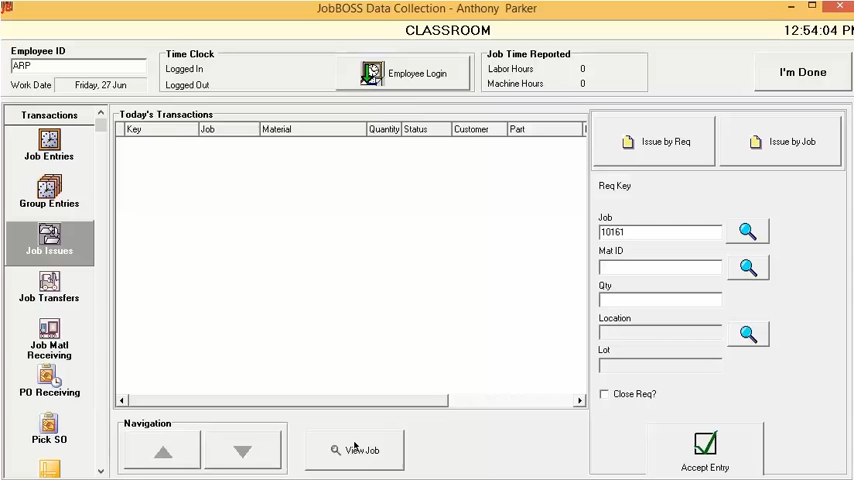 JobBOSS Data Collection - Anthony Parker
CLASSROOM
12:54:04 PM
Employee ID
ARP
Work Date Friday, 27 Jun
Time Clock
Logged In
Logged Out
Employee Login
Job Time Reported
Labor Hours 0
Machine Hours 0
I'm Done
Transactions
Job Entries
Group Entries
Job Issues
Job Transfers
Job Matl
Receiving
PO Receiving
Pick SO
Today's Transactions
Key Job Material Quantity Status Customer Part
Navigation
View Job
Issue by Req
Issue by Job
Req Key
Job
10161
Mat ID
Qty
Location
Lot
Close Req?
Accept Entry